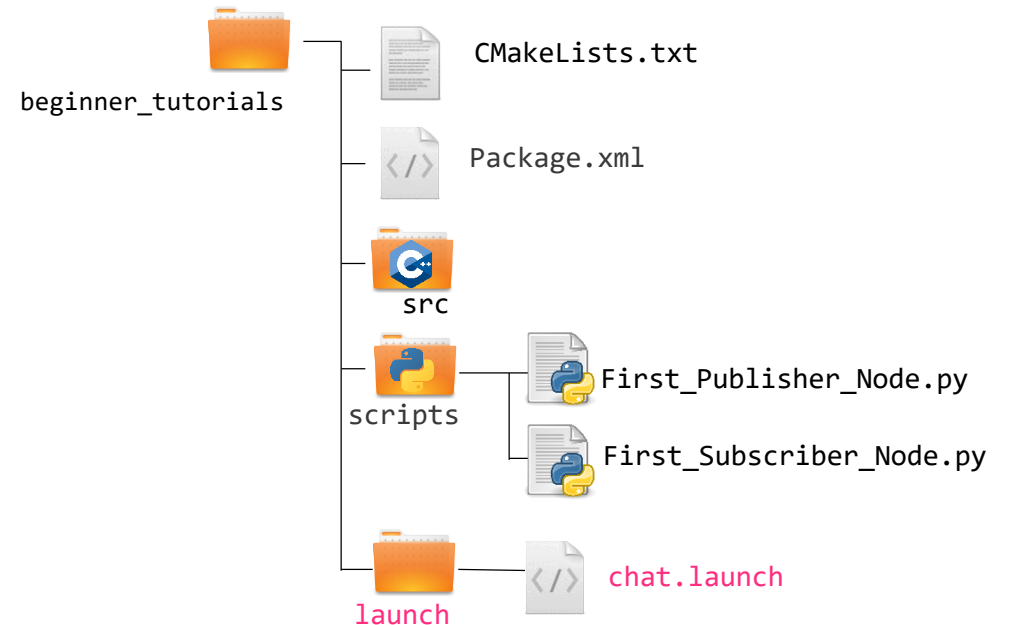 CMakeLists.txt
beginner_tutorials
Package.xml
C++
src
First_Publisher_Node.py
scripts
First_Subscriber_Node.py
chat.launch
launch